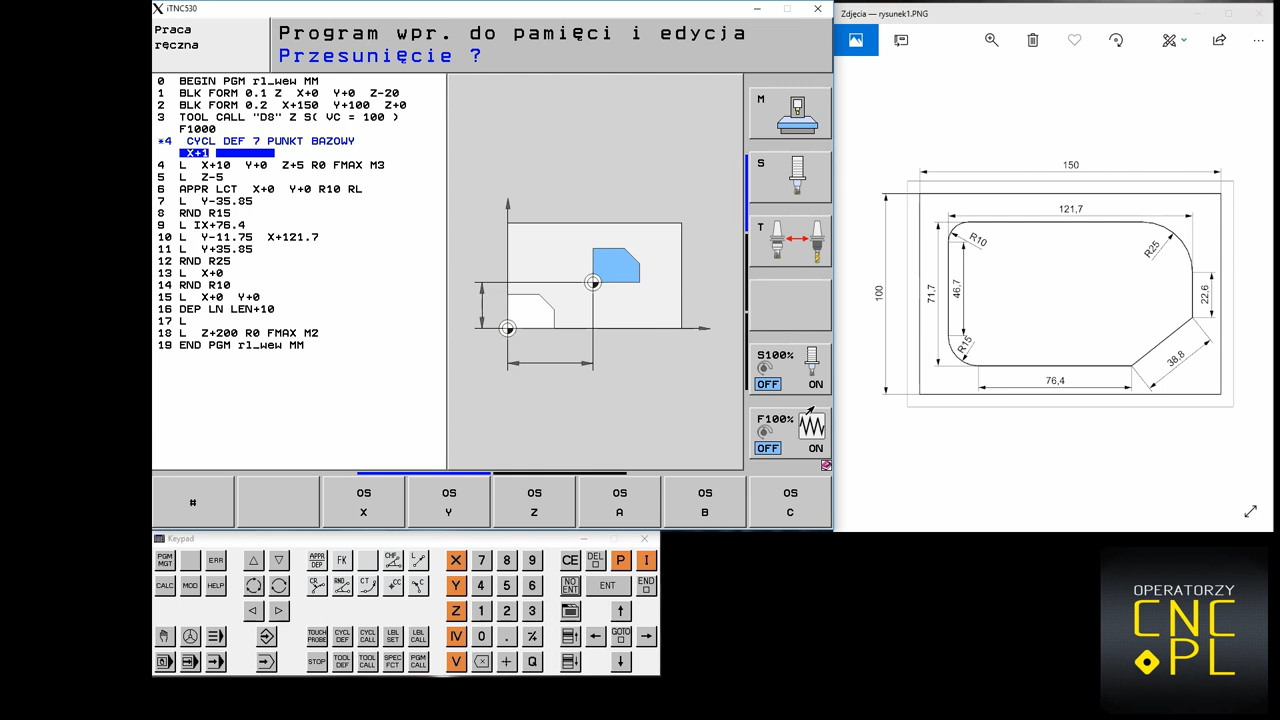 iTNC530
Praca
ręczna
Program wpr. do pamięci i edycja
Przesunięcie ?
0 BEGIN PGM rl_wew MM
1 BLK FORM 0.1 Z X+0 Y+0 Z-20
2 BLK FORM 0.2 X+150 Y+100 Z+0
3 TOOL CALL "D8" Z S( VC = 100 )
F1000
*4 CYCL DEF 7 PUNKT BAZOWY
X+1
4 L X+10 Y+0 Z+5 R0 FMAX M3
5 L Z-5
6 APPR LCT X+0 Y+0 R10 RL
7 L Y-35.85
8 RND R15
9 L IX+76.4
10 L Y-11.75 X+121.7
11 L Y+35.85
12 RND R25
13 L X+0
14 RND R10
15 L X+0 Y+0
16 DEP LN LEN+10
17 L
18 L Z+200 R0 FMAX M2
19 END PGM rl_wew MM
M
S
T
S100%
OFF ON
F100%
OFF ON
#
OS X
OS Y
OS Z
OS A
OS B
OS C
Zdjęcia — rysunek1.PNG
150
121,7
R10
R25
100
71,7
46,7
22,6
R15
38,8
76,4
Keypad
PGM MGT
ERR
APPR DEP
FK
CHF
L
X 7 8 9
CE
DEL
P
I
CALC
MOD
HELP
CR
RND
CT
CC
C
Y 4 5 6
NO ENT
ENT
END
Z 1 2 3
TOUCH PROBE
CYCL DEF
CYCL CALL
LBL SET
LBL CALL
IV 0 .
GOTO
STOP
TOOL DEF
TOOL CALL
SPEC FCT
PGM CALL
V
+ Q
OPERATORZY
CNC
.PL